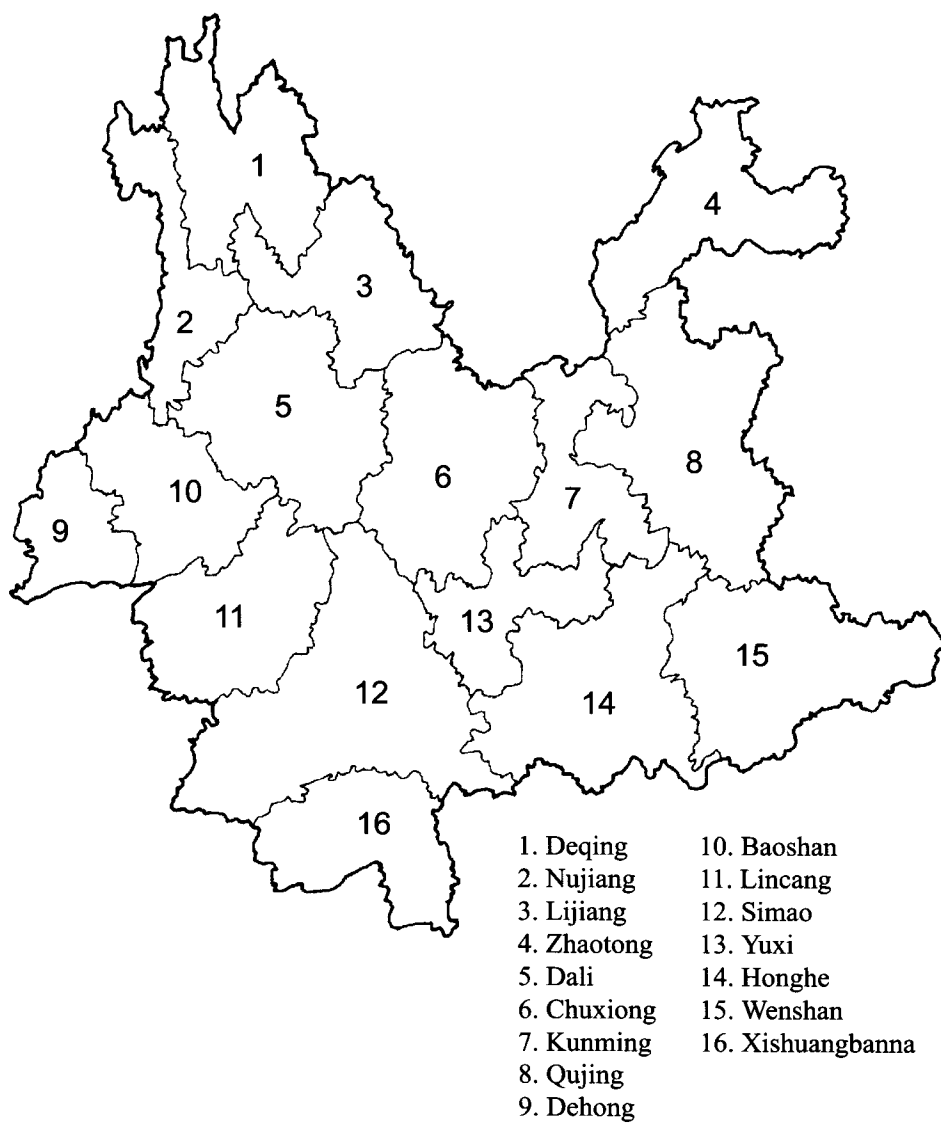 1
4
3
2
5
6
8
10
7
9
11
13
15
12
14
16
1. Deqing
2. Nujiang
3. Lijiang
4. Zhaotong
5. Dali
6. Chuxiong
7. Kunming
8. Qujing
9. Dehong
10. Baoshan
11. Lincang
12. Simao
13. Yuxi
14. Honghe
15. Wenshan
16. Xishuangbanna